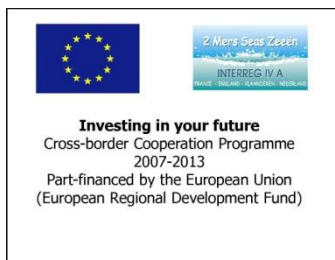 2 Mers Seas Zeeën
INTERREG IV A
FRANCE - ENGLAND - VLAANDEREN - NEDERLAND
Investing in your future
Cross-border Cooperation Programme
2007-2013
Part-financed by the European Union
(European Regional Development Fund)